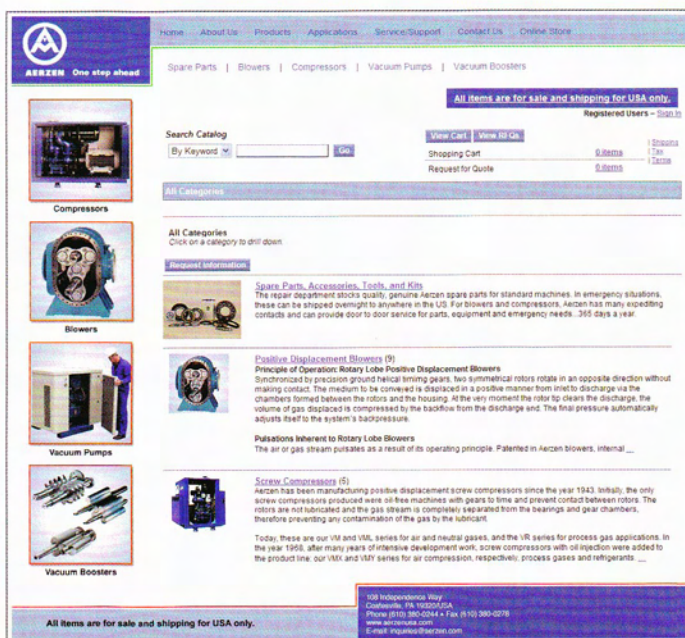 Home About Us Products Applications Service/Support Contact Us Online Store
AERZEN One step ahead
Spare Parts | Blowers | Compressors | Vacuum Pumps | Vacuum Boosters
All items are for sale and shipping for USA only.
Registered Users – Sign In
Search Catalog
By Keyword Go
View Cart View RFQs
Shopping Cart 0 items
Request for Quote 0 items
| Shipping
| Tax
| Terms
All Categories
Compressors
All Categories
Click on a category to drill down.
Request Information
Spare Parts, Accessories, Tools, and Kits
The repair department stocks quality, genuine Aerzen spare parts for standard machines. In emergency situations,
these can be shipped overnight to anywhere in the US. For blowers and compressors, Aerzen has many expediting
contacts and can provide door to door service for parts, equipment and emergency needs...365 days a year.
Blowers
Positive Displacement Blowers (9)
Principle of Operation: Rotary Lobe Positive Displacement Blowers
Synchronized by precision ground helical timing gears, two symmetrical rotors rotate in an opposite direction without
making contact. The medium to be conveyed is displaced in a positive manner from inlet to discharge via the
chambers formed between the rotors and the housing. At the very moment the rotor tip clears the discharge, the
volume of gas displaced is compressed by the backflow from the discharge end. The final pressure automatically
adjusts itself to the system's backpressure.
Pulsations Inherent to Rotary Lobe Blowers
The air or gas stream pulsates as a result of its operating principle. Patented in Aerzen blowers, internal ...
Vacuum Pumps
Screw Compressors (5)
Aerzen has been manufacturing positive displacement screw compressors since the year 1943. Initially, the only
screw compressors produced were oil-free machines with gears to time and prevent contact between rotors. The
rotors are not lubricated and the gas stream is completely separated from the bearings and gear chambers,
therefore preventing any contamination of the gas by the lubricant.
Today, these are our VM and VML series for air and neutral gases, and the VR series for process gas applications. In
the year 1968, after many years of intensive development work, screw compressors with oil injection were added to
the product line: our VMX and VMY series for air compression, respectively, process gases and refrigerants. ...
Vacuum Boosters
All items are for sale and shipping for USA only.
108 Independence Way
Coatesville, PA 19320/USA
Phone (610) 380-0244 • Fax (610) 380-0278
www.aerzenusa.com
E-mail: inquiries@aerzen.com